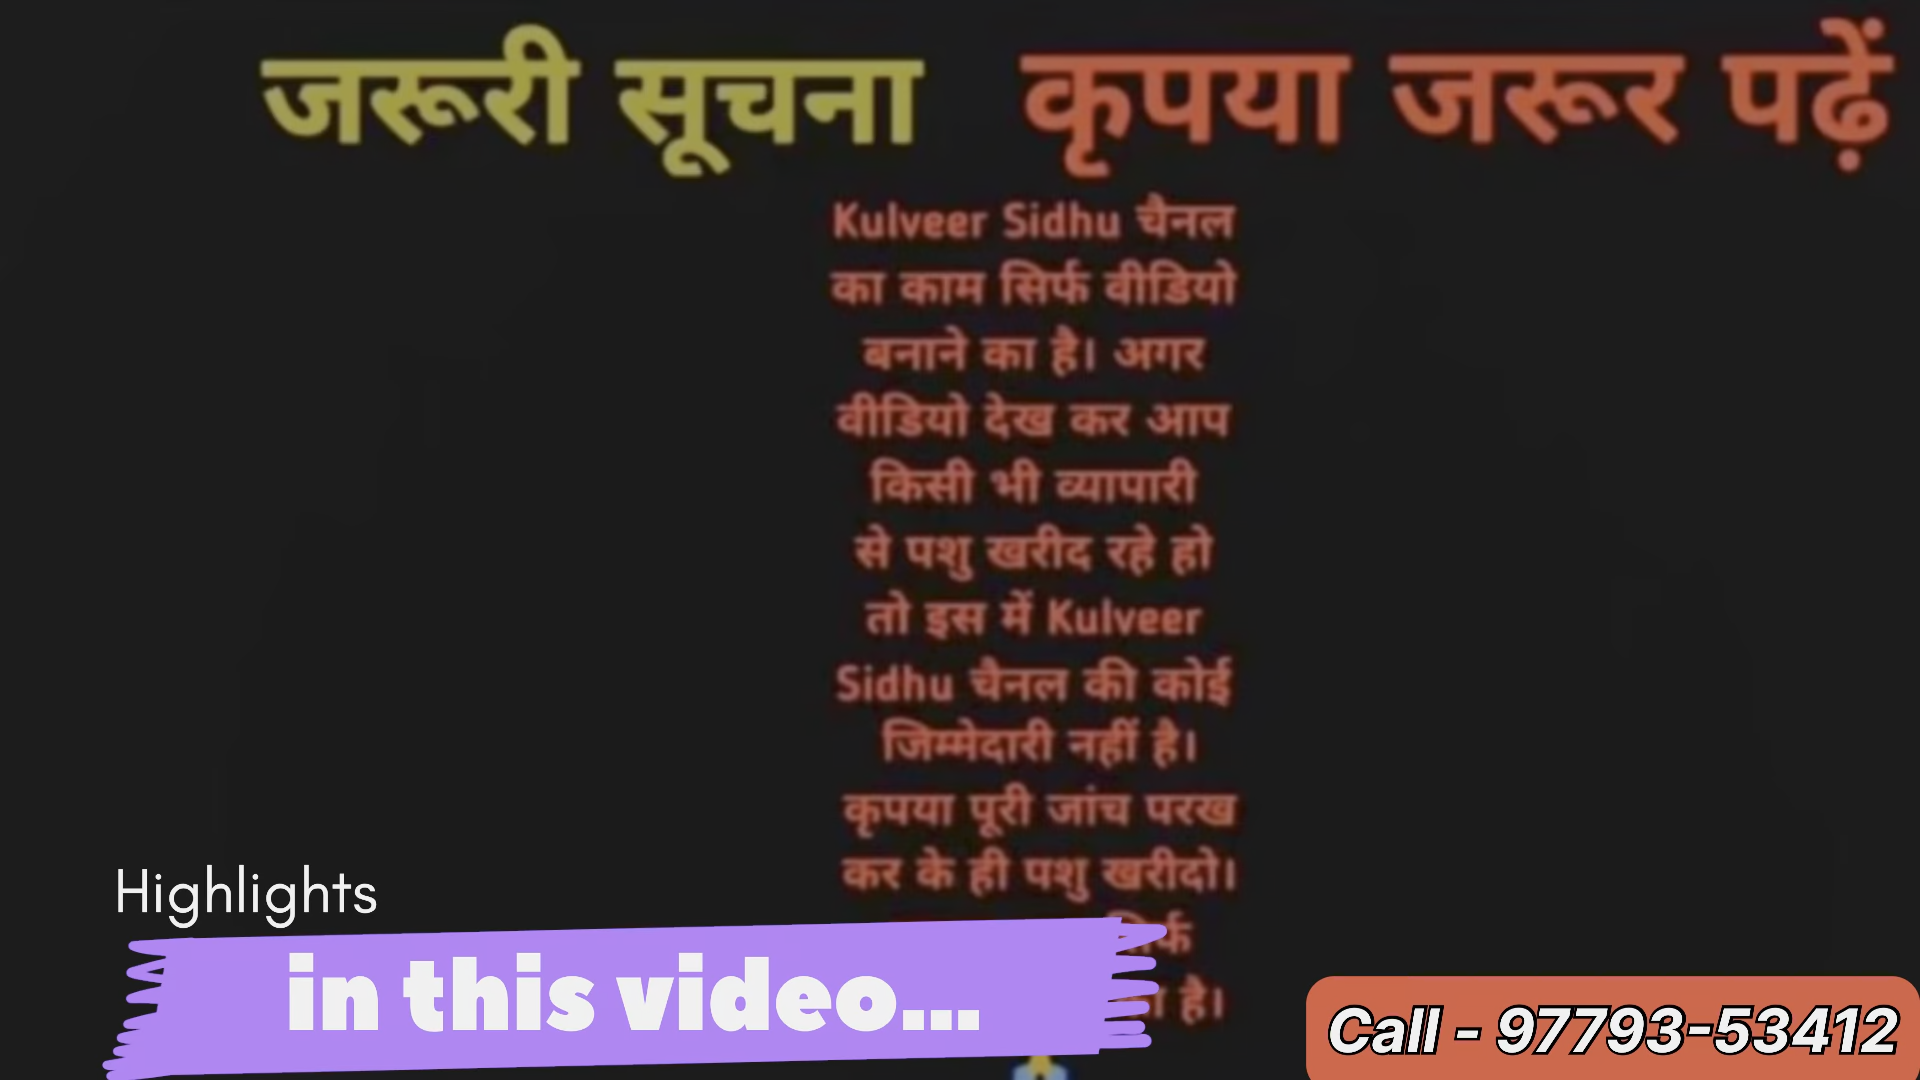 जरूरी सूचना कृपया जरूर पढ़ें
Kulveer Sidhu चैनल
का काम सिर्फ वीडियो
बनाने का है। अगर
वीडियो देख कर आप
किसी भी व्यापारी
से पशु खरीद रहे हो
तो इस में Kulveer
Sidhu चैनल की कोई
जिम्मेदारी नहीं है।
कृपया पूरी जांच परख
कर के ही पशु खरीदो।
है।
Highlights
in this video...
Call - 97793-53412